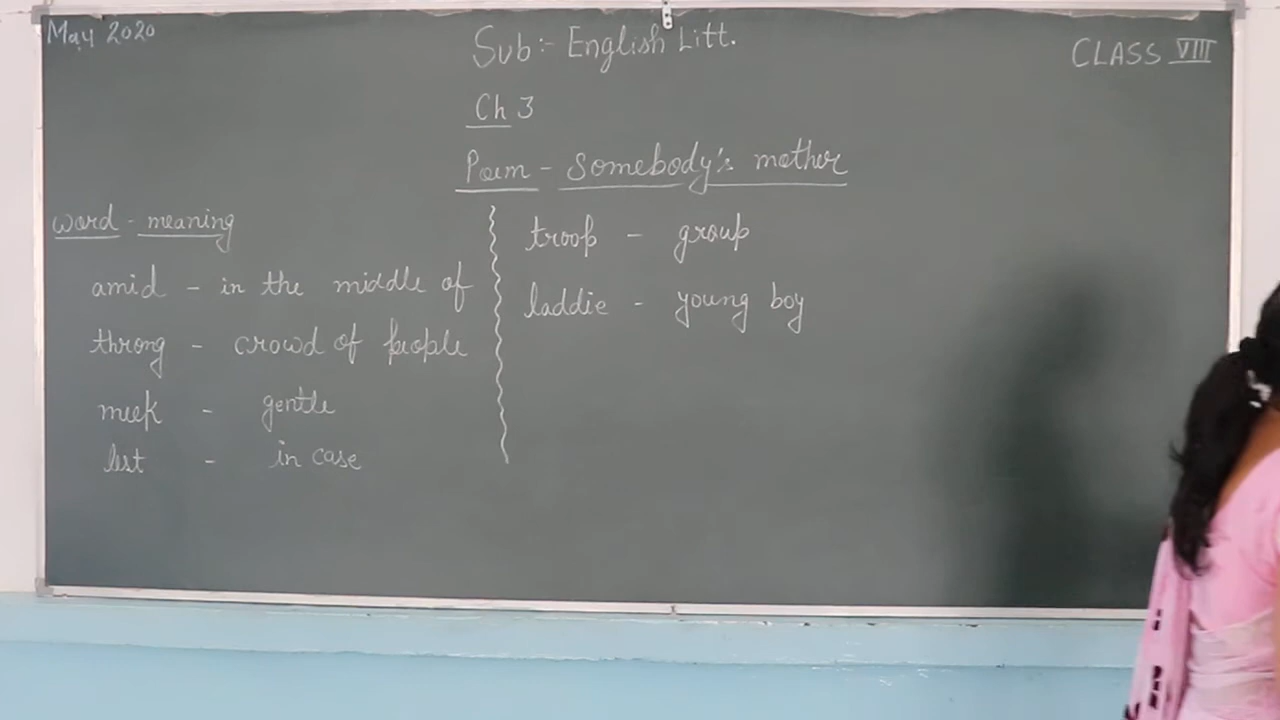 May 2020
Sub:- English Litt.
CLASS VIII
Ch 3
Poem - Somebody's mother
word - meaning
amid - in the middle of
throng - crowd of people
meek - gentle
lest - in case
troop - group
laddie - young boy